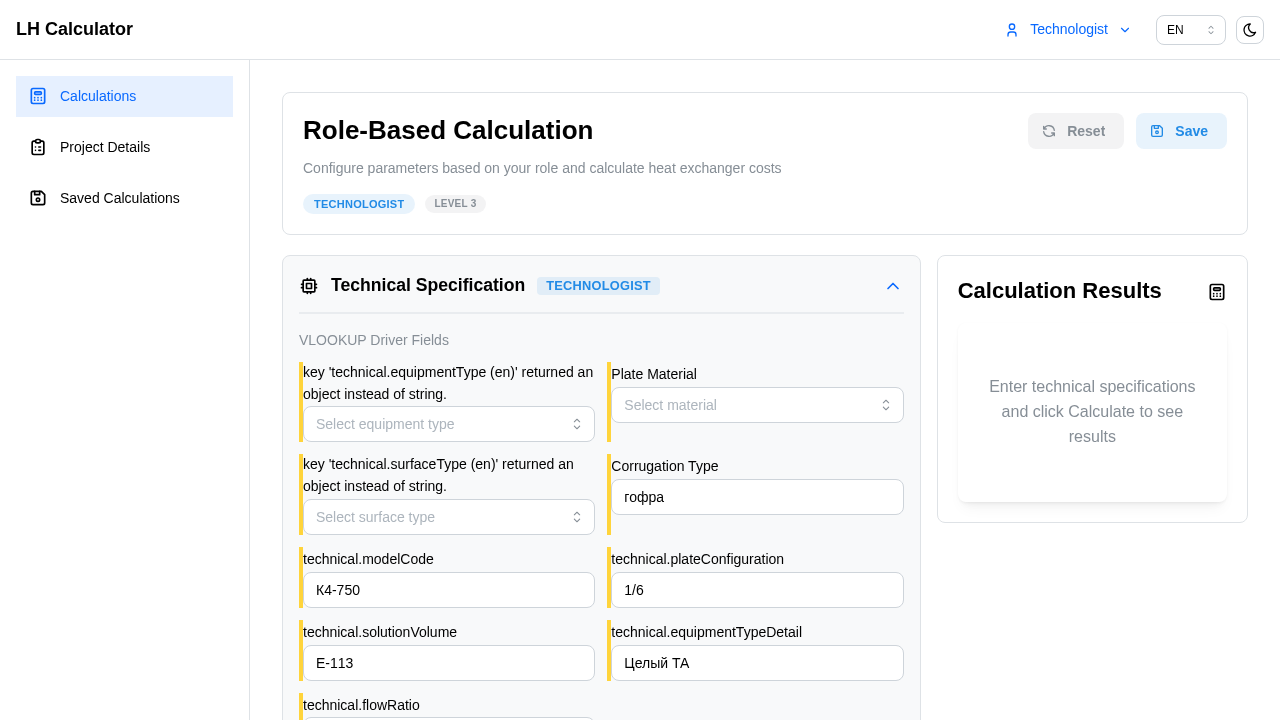 LH Calculator
Technologist
EN
Calculations
Project Details
Saved Calculations
Role-Based Calculation
Reset
Save
Configure parameters based on your role and calculate heat exchanger costs
TECHNOLOGIST
LEVEL 3
Technical Specification
TECHNOLOGIST
VLOOKUP Driver Fields
key 'technical.equipmentType (en)' returned an
object instead of string.
Select equipment type
Plate Material
Select material
key 'technical.surfaceType (en)' returned an
object instead of string.
Select surface type
Corrugation Type
гофра
technical.modelCode
К4-750
technical.plateConfiguration
1/6
technical.solutionVolume
E-113
technical.equipmentTypeDetail
Целый ТА
technical.flowRatio
Calculation Results
Enter technical specifications
and click Calculate to see
results